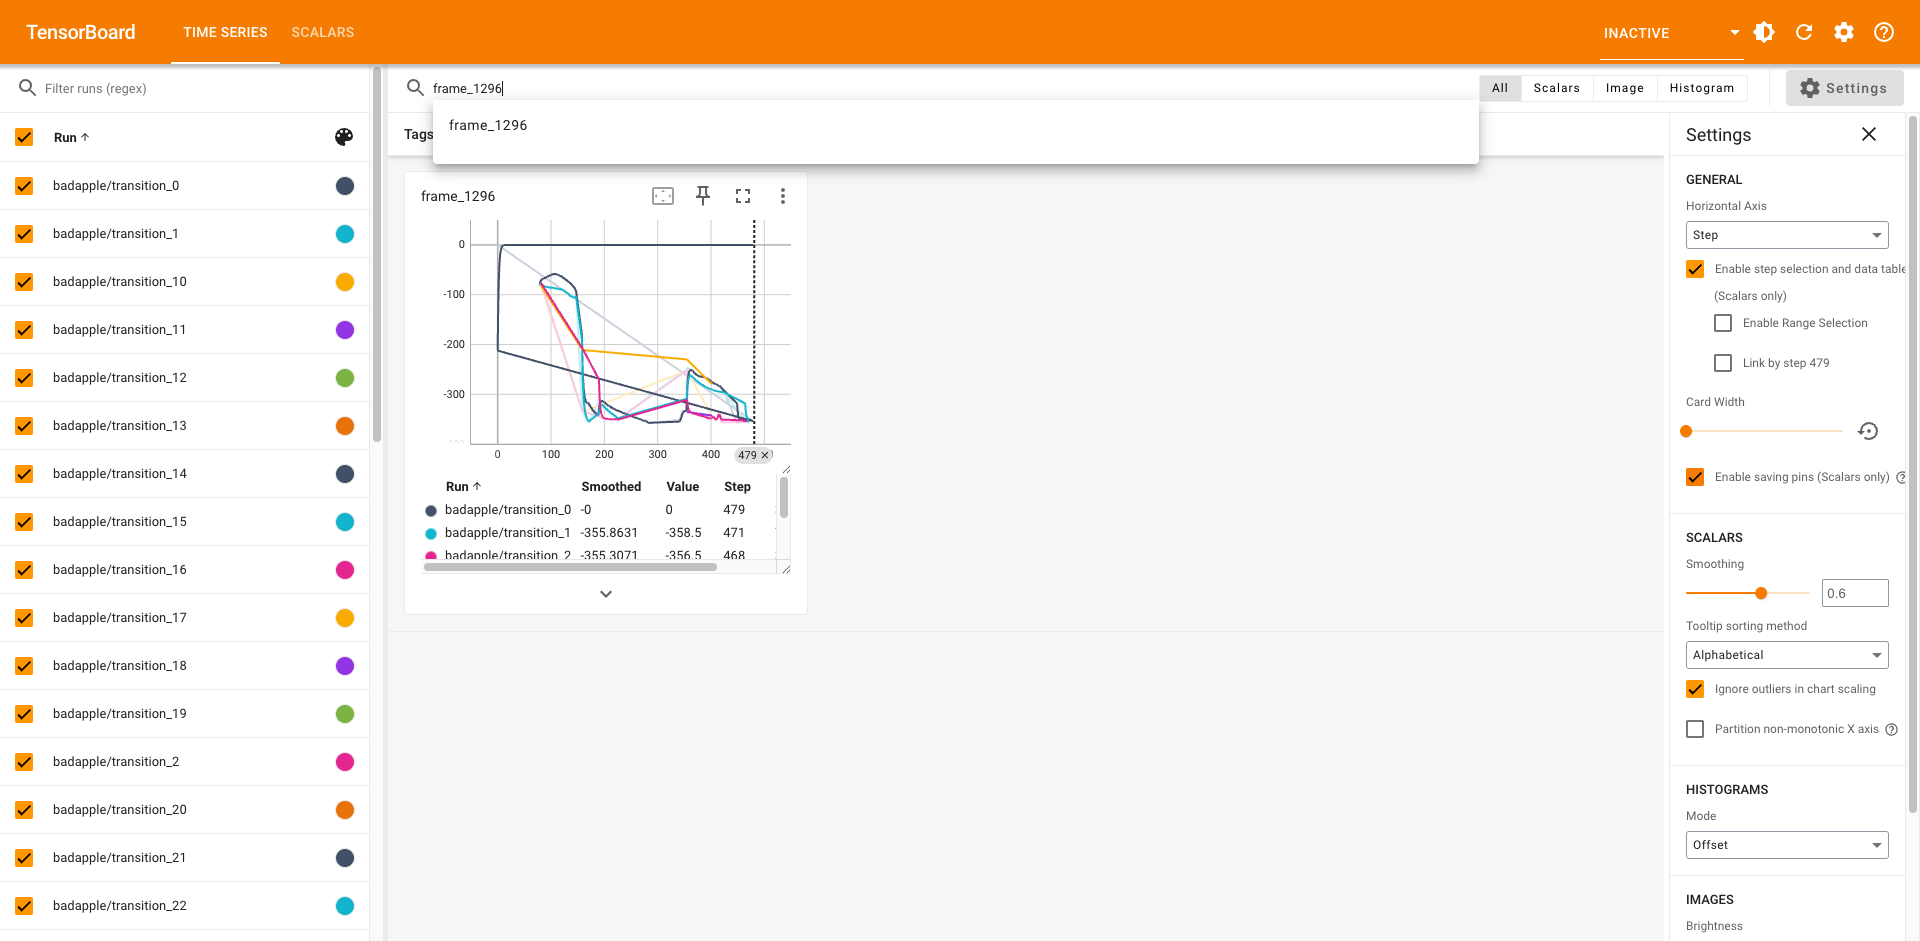 TensorBoard
TIME SERIES
SCALARS
INACTIVE
Filter runs (regex)
frame_1296
All
Scalars
Image
Histogram
Settings
frame_1296
Run
Tags
Settings
badapple/transition_0
badapple/transition_1
badapple/transition_10
badapple/transition_11
badapple/transition_12
badapple/transition_13
badapple/transition_14
badapple/transition_15
badapple/transition_16
badapple/transition_17
badapple/transition_18
badapple/transition_19
badapple/transition_2
badapple/transition_20
badapple/transition_21
badapple/transition_22
frame_1296
0
-100
-200
-300
0 100 200 300 400 479
Run Smoothed Value Step
badapple/transition_0 -0 0 479
badapple/transition_1 -355.8631 -358.5 471
badapple/transition_2 -355.3071 -356.5 468
GENERAL
Horizontal Axis
Step
Enable step selection and data table
(Scalars only)
Enable Range Selection
Link by step 479
Card Width
Enable saving pins (Scalars only)
SCALARS
Smoothing
0.6
Tooltip sorting method
Alphabetical
Ignore outliers in chart scaling
Partition non-monotonic X axis
HISTOGRAMS
Mode
Offset
IMAGES
Brightness